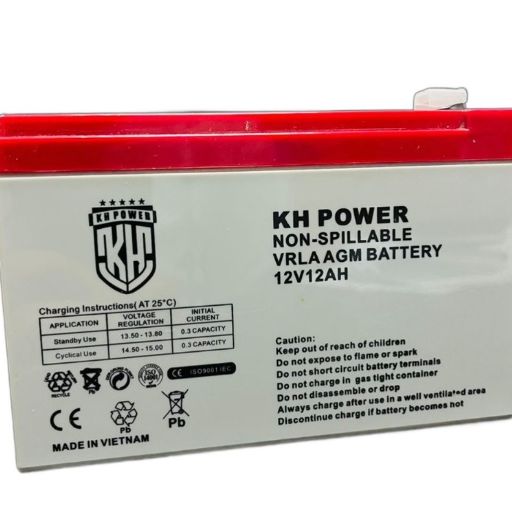 KH POWER
KH
KH POWER
NON-SPILLABLE
VRLA AGM BATTERY
12V12AH
Charging Instructions( AT 25°C)
APPLICATION VOLTAGE REGULATION INITIAL CURRENT
Standby Use 13.50 - 13.80 0.3 CAPACITY
Cyclical Use 14.50 - 15.00 0.3 CAPACITY
RECYCLE
ISO
CE ISO9001 IEC
CE
Pb
Pb
MADE IN VIETNAM
Caution:
Keep out of reach of children
Do not expose to flame or spark
Do not short circuit battery terminals
Do not charge in gas tight container
Do not disassemble or drop
Always charge after use in a well ventilated area
Discontinue charge if battery becomes hot